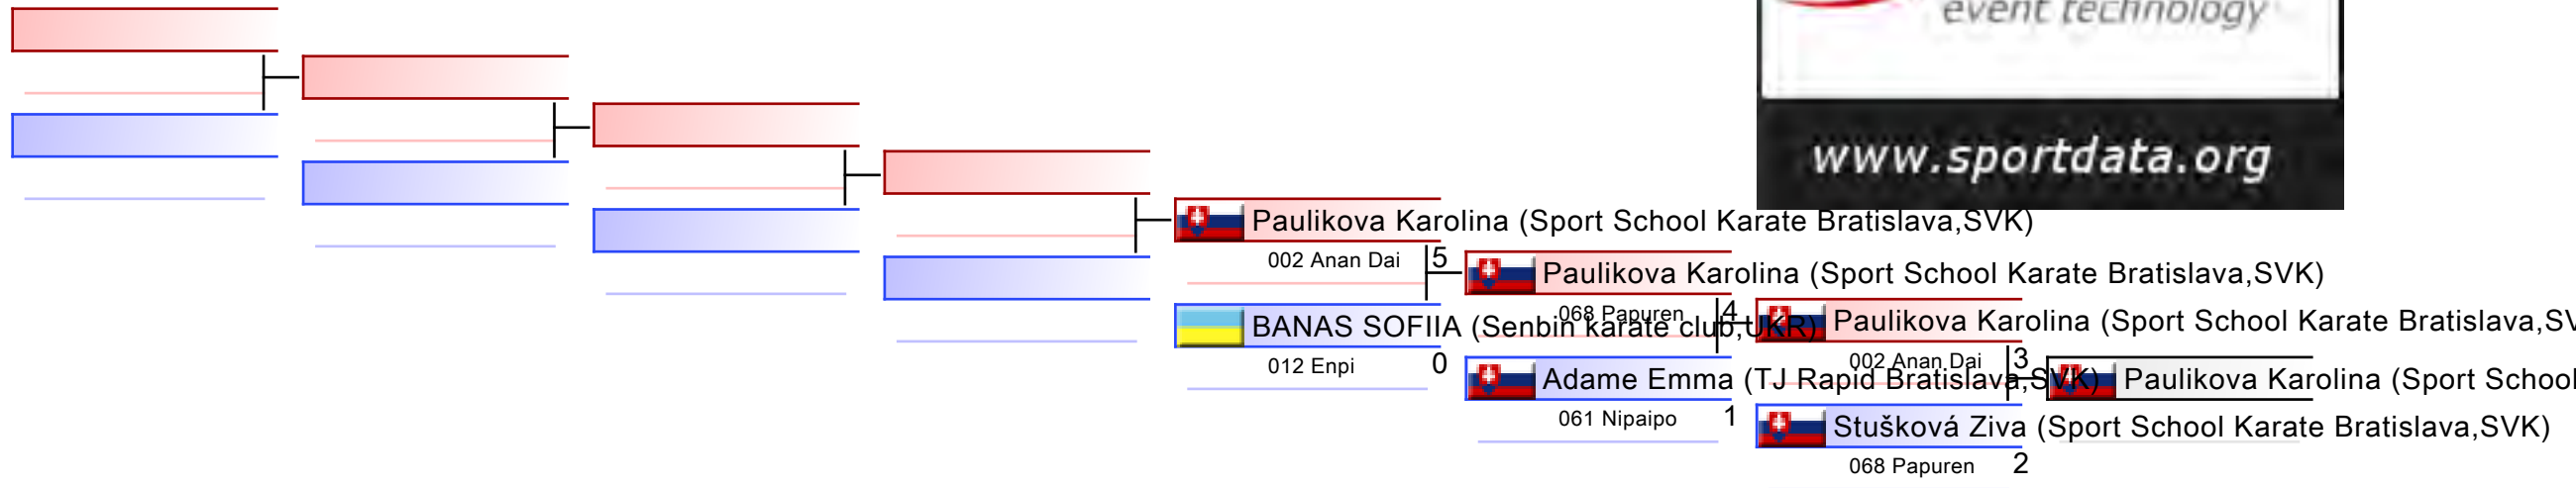 event technology
www.sportdata.org
Paulikova Karolina (Sport School Karate Bratislava,SVK)
002 Anan Dai
5
Paulikova Karolina (Sport School Karate Bratislava,SVK)
068 Papuren
4
BANAS SOFIIA (Senbin karate club,UKR)
Paulikova Karolina (Sport School Karate Bratislava,SV
012 Enpi
0
002 Anan Dai
3
Adame Emma (TJ Rapid Bratislava,SVK)
Paulikova Karolina (Sport School
061 Nipaipo
1
Stušková Ziva (Sport School Karate Bratislava,SVK)
068 Papuren
2